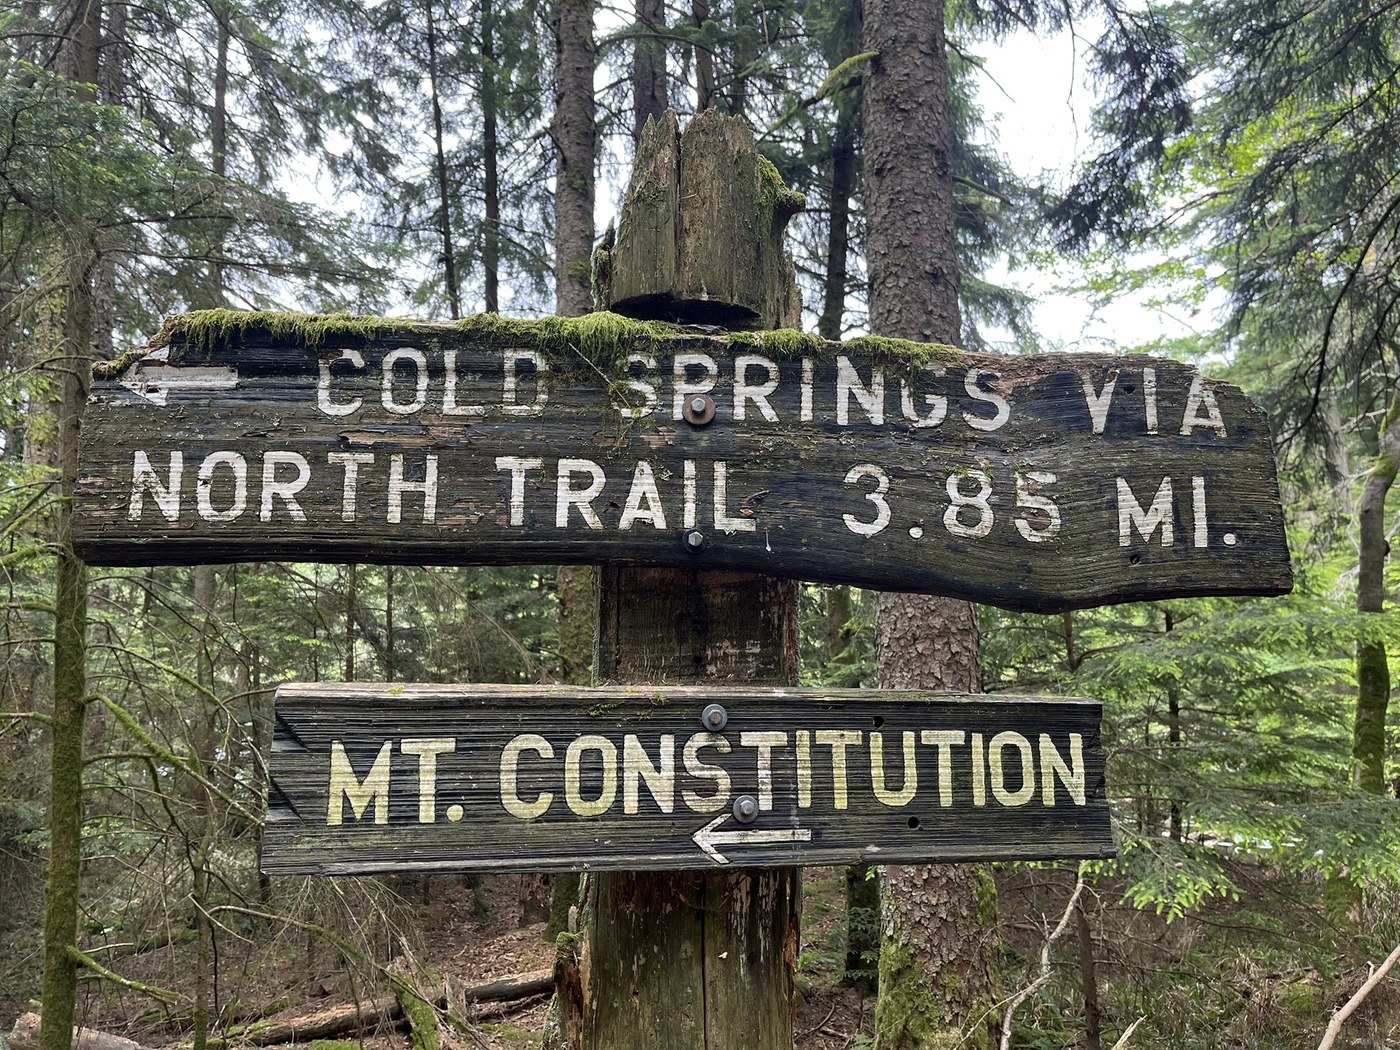 ← COLD SPRINGS VIA
NORTH TRAIL 3.85 MI.
MT. CONSTITUTION
←